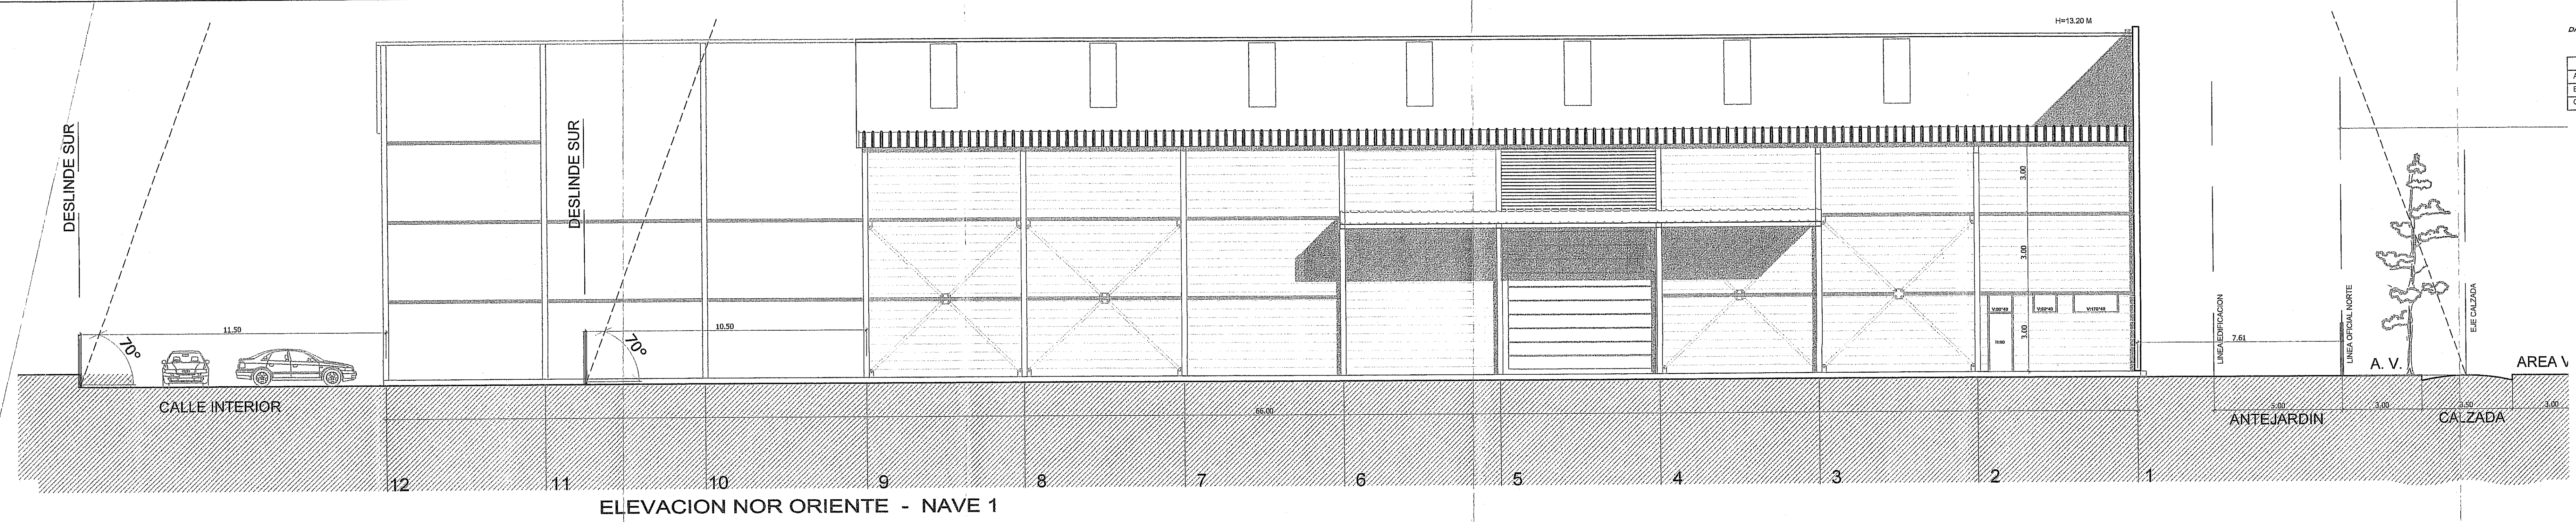 H=13.20 M
DESLINDE SUR
DESLINDE SUR
3.00
3.00
3.00
LINEA EDIFICACION
LINEA OFICIAL NORTE
EJE CALZADA
11.50
10.50
7.61
70°
70°
A. V.
AREA V
CALLE INTERIOR
66.00
5.00
3.00
3.50
3.00
ANTEJARDIN
CALZADA
12
11
10
9
8
7
6
5
4
3
2
1
ELEVACION NOR ORIENTE - NAVE 1